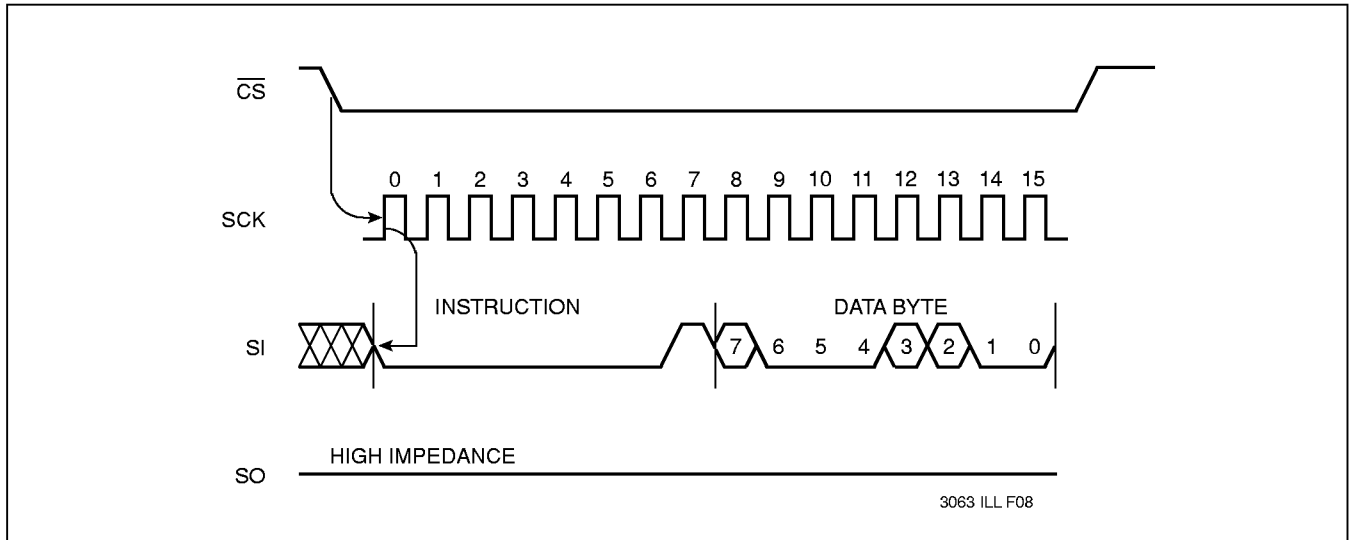 CS
0 1 2 3 4 5 6 7 8 9 10 11 12 13 14 15
SCK
INSTRUCTION DATA BYTE
SI 7 6 5 4 3 2 1 0
HIGH IMPEDANCE
SO
3063 ILL F08